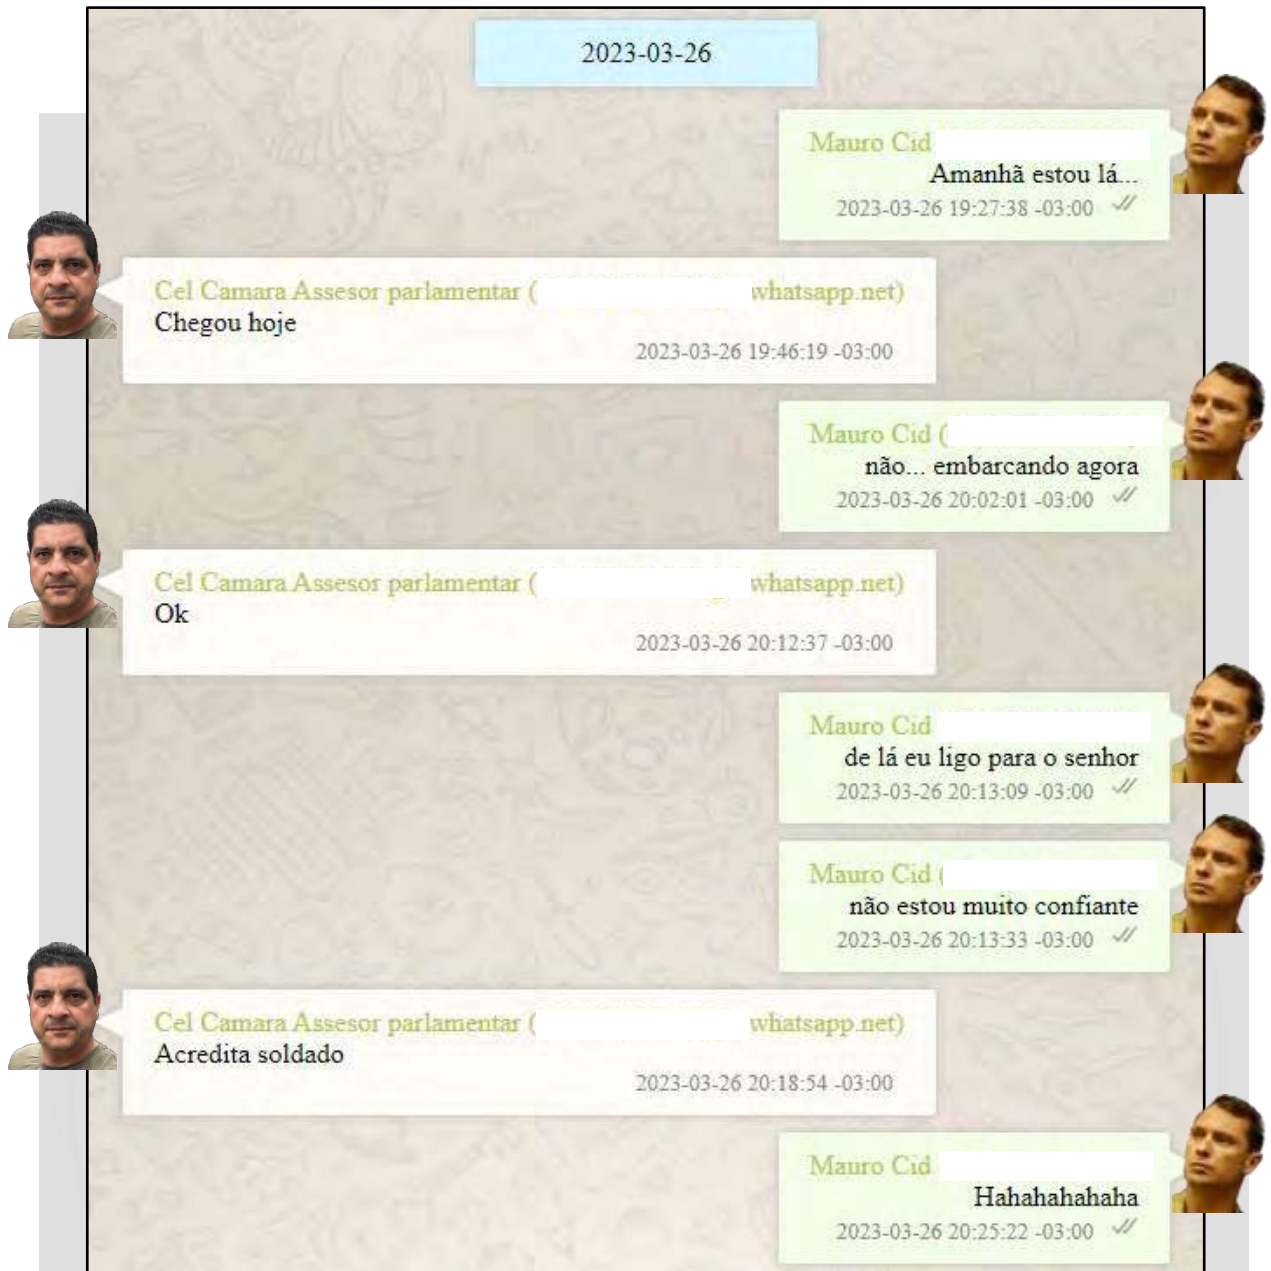 2023-03-26
Mauro Cid
Amanhã estou lá...
2023-03-26 19:27:38 -03:00
Cel Camara Assesor parlamentar ( whatsapp.net)
Chegou hoje
2023-03-26 19:46:19 -03:00
Mauro Cid (
não... embarcando agora
2023-03-26 20:02:01 -03:00
Cel Camara Assesor parlamentar ( whatsapp.net)
Ok
2023-03-26 20:12:37 -03:00
Mauro Cid
de lá eu ligo para o senhor
2023-03-26 20:13:09 -03:00
Mauro Cid (
não estou muito confiante
2023-03-26 20:13:33 -03:00
Cel Camara Assesor parlamentar ( whatsapp.net)
Acredita soldado
2023-03-26 20:18:54 -03:00
Mauro Cid
Hahahahahaha
2023-03-26 20:25:22 -03:00